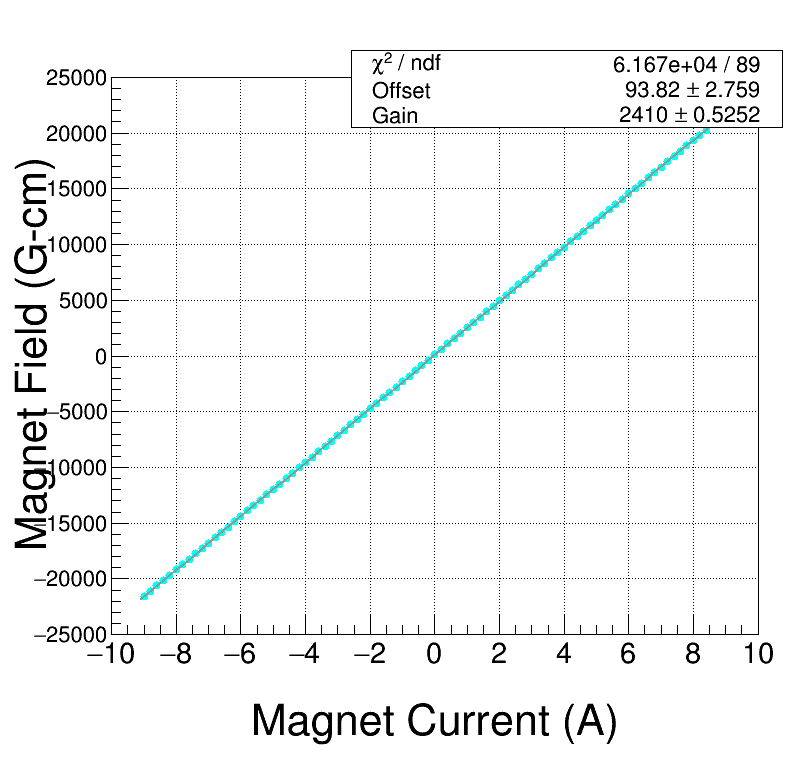 χ² / ndf 6.167e+04 / 89
Offset 93.82 ± 2.759
Gain 2410 ± 0.5252
25000
20000
15000
10000
5000
0
−5000
−10000
−15000
−20000
−25000
Magnet Field (G-cm)
−10 −8 −6 −4 −2 0 2 4 6 8 10
Magnet Current (A)